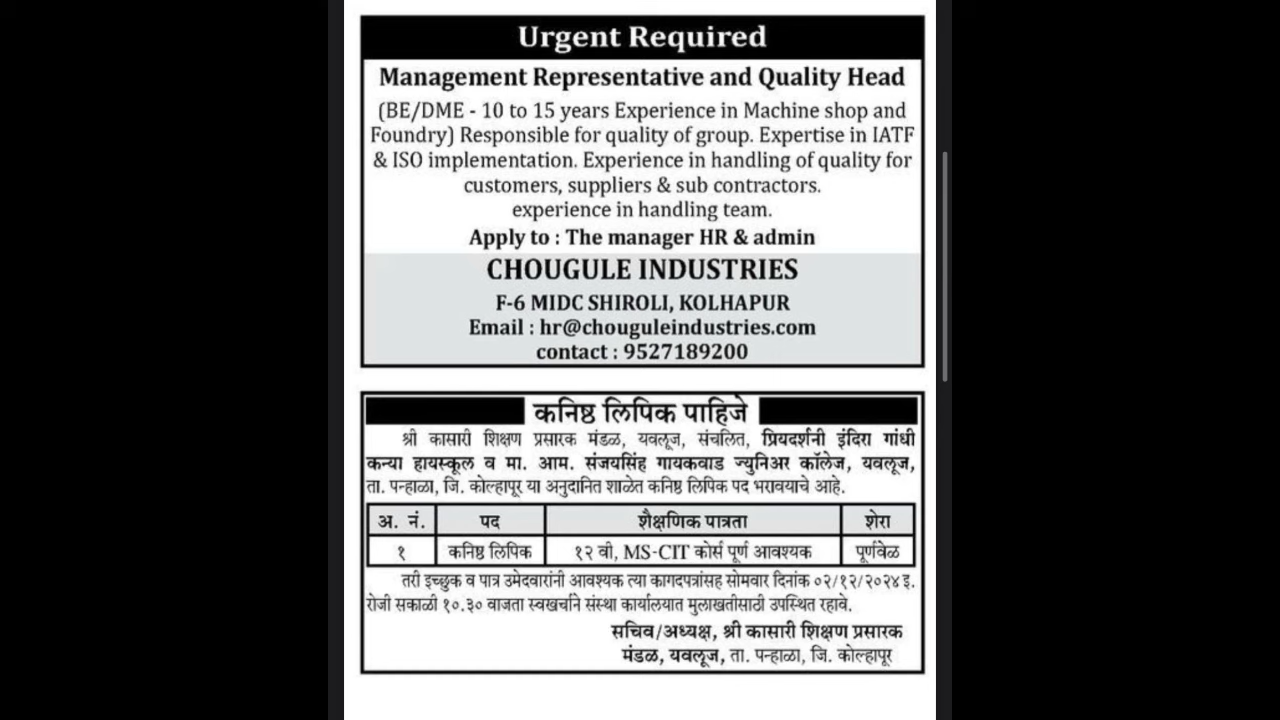 Urgent Required
Management Representative and Quality Head
(BE/DME - 10 to 15 years Experience in Machine shop and
Foundry) Responsible for quality of group. Expertise in IATF
& ISO implementation. Experience in handling of quality for
customers, suppliers & sub contractors.
experience in handling team.
Apply to : The manager HR & admin
CHOUGULE INDUSTRIES
F-6 MIDC SHIROLI, KOLHAPUR
Email : hr@chouguleindustries.com
contact : 9527189200
कनिष्ठ लिपिक पाहिजे
श्री कासारी शिक्षण प्रसारक मंडळ, यवलूज, संचलित, प्रियदर्शनी इंदिरा गांधी
कन्या हायस्कूल व मा. आम. संजयसिंह गायकवाड ज्युनिअर कॉलेज, यवलूज,
ता. पन्हाळा, जि. कोल्हापूर या अनुदानित शाळेत कनिष्ठ लिपिक पद भरावयाचे आहे.
अ. नं. पद शैक्षणिक पात्रता शेरा
१ कनिष्ठ लिपिक १२ वी, MS-CIT कोर्स पूर्ण आवश्यक पूर्णवेळ
तरी इच्छुक व पात्र उमेदवारांनी आवश्यक त्या कागदपत्रांसह सोमवार दिनांक ०२/१२/२०२४ इ.
रोजी सकाळी १०.३० वाजता स्वखर्चाने संस्था कार्यालयात मुलाखतीसाठी उपस्थित रहावे.
सचिव/अध्यक्ष, श्री कासारी शिक्षण प्रसारक
मंडळ, यवलूज, ता. पन्हाळा, जि. कोल्हापूर